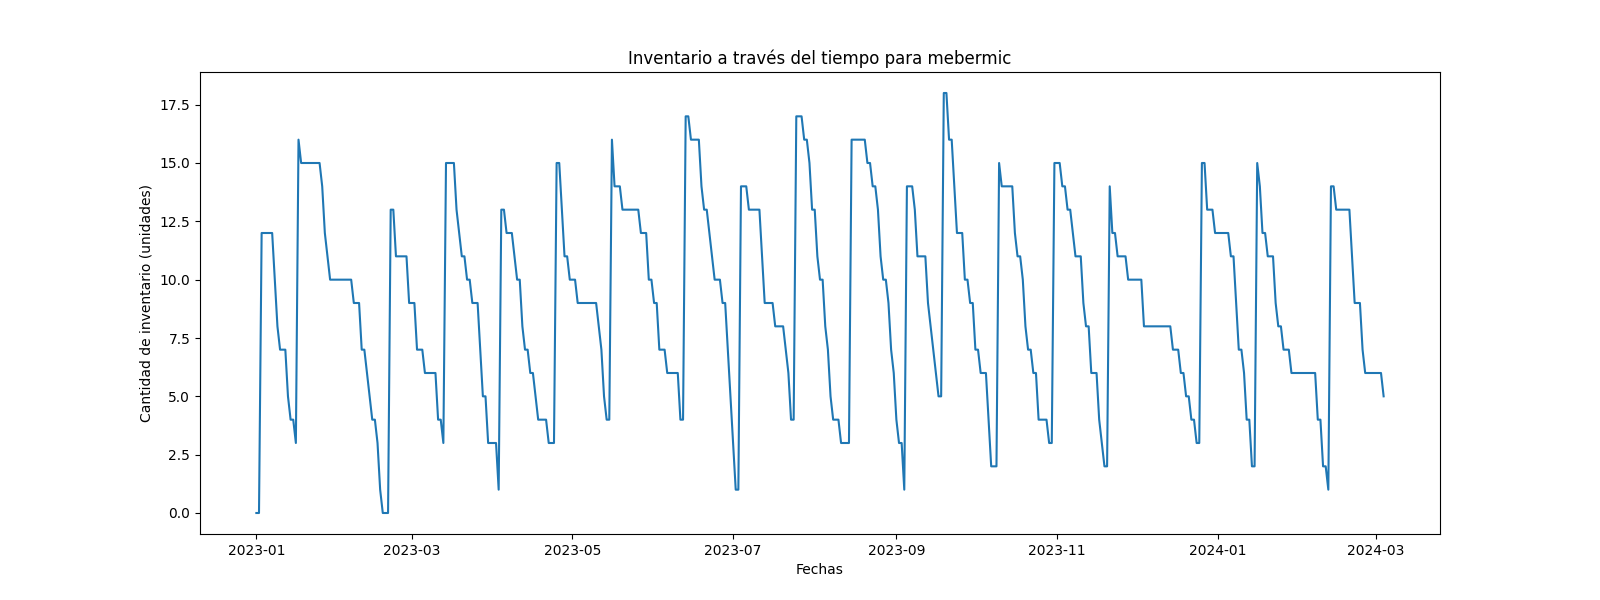 Inventario a través del tiempo para mebermic
Cantidad de inventario (unidades)
17.5
15.0
12.5
10.0
7.5
5.0
2.5
0.0
2023-01 2023-03 2023-05 2023-07 2023-09 2023-11 2024-01 2024-03
Fechas